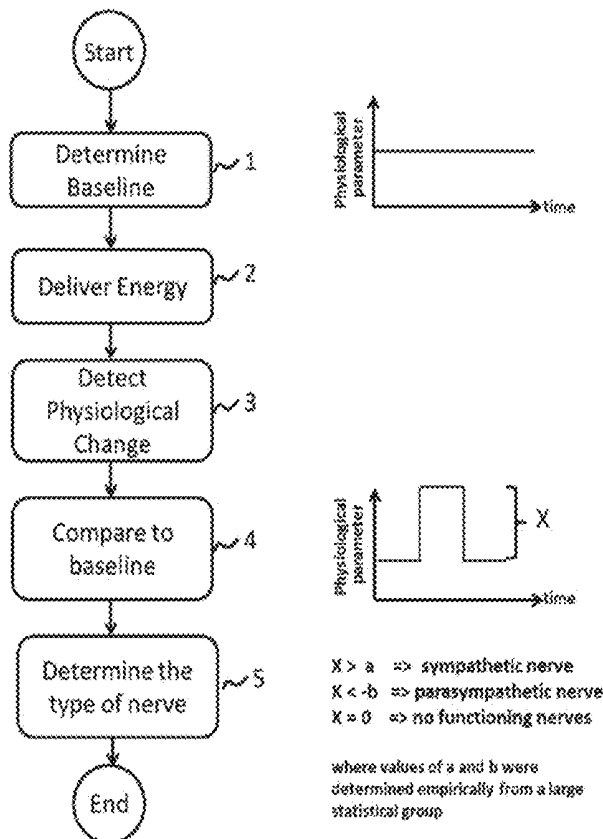 Start
Determine
Baseline
1
Physiological
parameter
time
Deliver Energy
2
Detect
Physiological
Change
3
Compare to
baseline
4
Physiological
parameter
X
time
Determine the
type of nerve
5
X > a => sympathetic nerve
X < -b => parasympathetic nerve
X = 0 => no functioning nerves
where values of a and b were
determined empirically from a large
statistical group
End